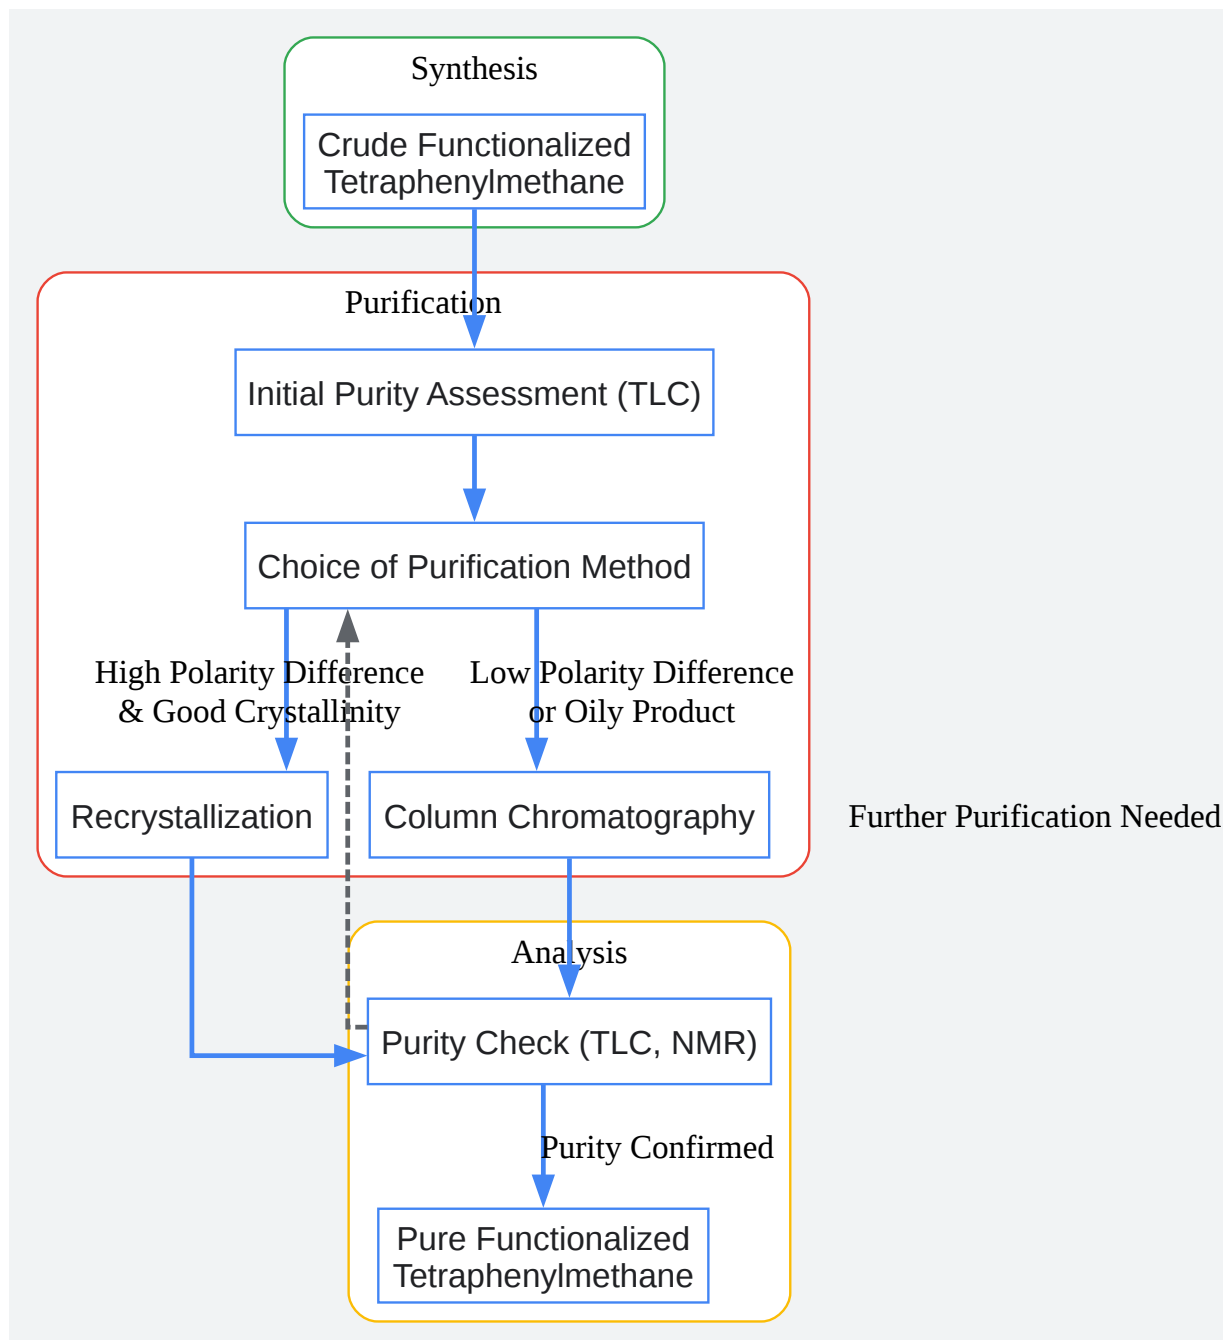 Synthesis
Crude Functionalized
Tetraphenylmethane
Purification
Initial Purity Assessment (TLC)
Choice of Purification Method
High Polarity Difference
& Good Crystallinity
Low Polarity Difference
or Oily Product
Recrystallization
Column Chromatography
Further Purification Needed
Analysis
Purity Check (TLC, NMR)
Purity Confirmed
Pure Functionalized
Tetraphenylmethane